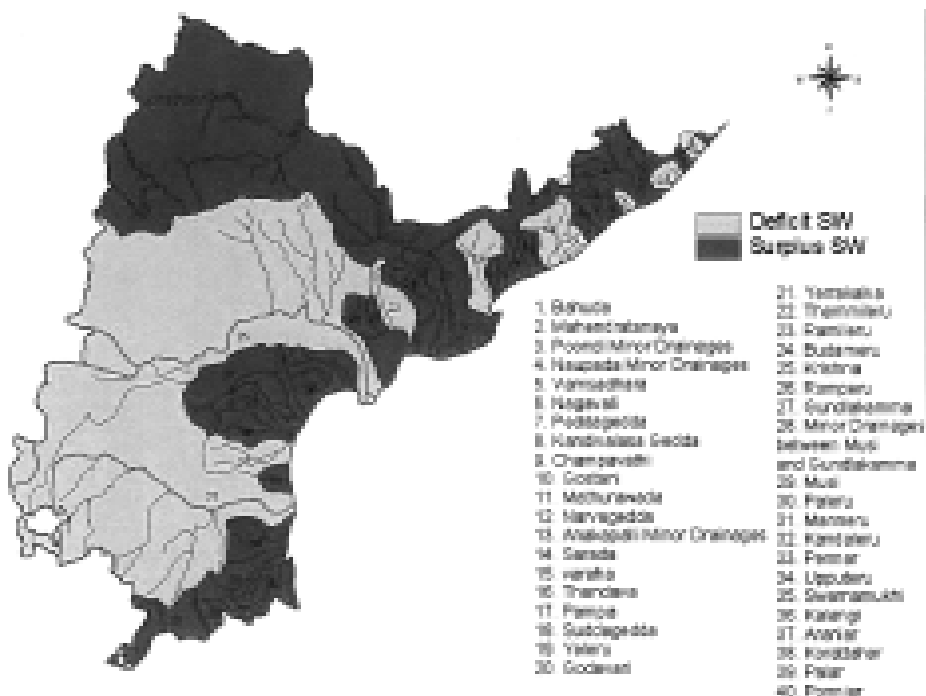 Deficit SW
Surplus SW
1. Bahuda
2. Mahendratanaya
3. Poondi Minor Drainages
4. Naupada Minor Drainages
5. Vamsadhara
6. Nagavali
7. Peddagedda
8. Kandivalasa Gedda
9. Champavathi
10. Gostani
11.
12. Narvagedda
13. Anakapalli Minor Drainages
14. Sarada
15. varaha
16. Thandava
17. Pampa
18. Suddagedda
19. Yeleru
20. Godavari
21. Yerrakalva
22. Thammileru
23. Ramileru
24. Budameru
25. Krishna
26. Romperu
27. Gundlakamma
28. Minor Drainages
between Musi
and Gundlakamma
29. Musi
30. Paleru
31. Manneru
32. Kandaleru
33. Pennar
34. Upputeru
35. Swarnamukhi
36. Kalangi
37. Araniar
38.
39. Palar
40. Ponniar